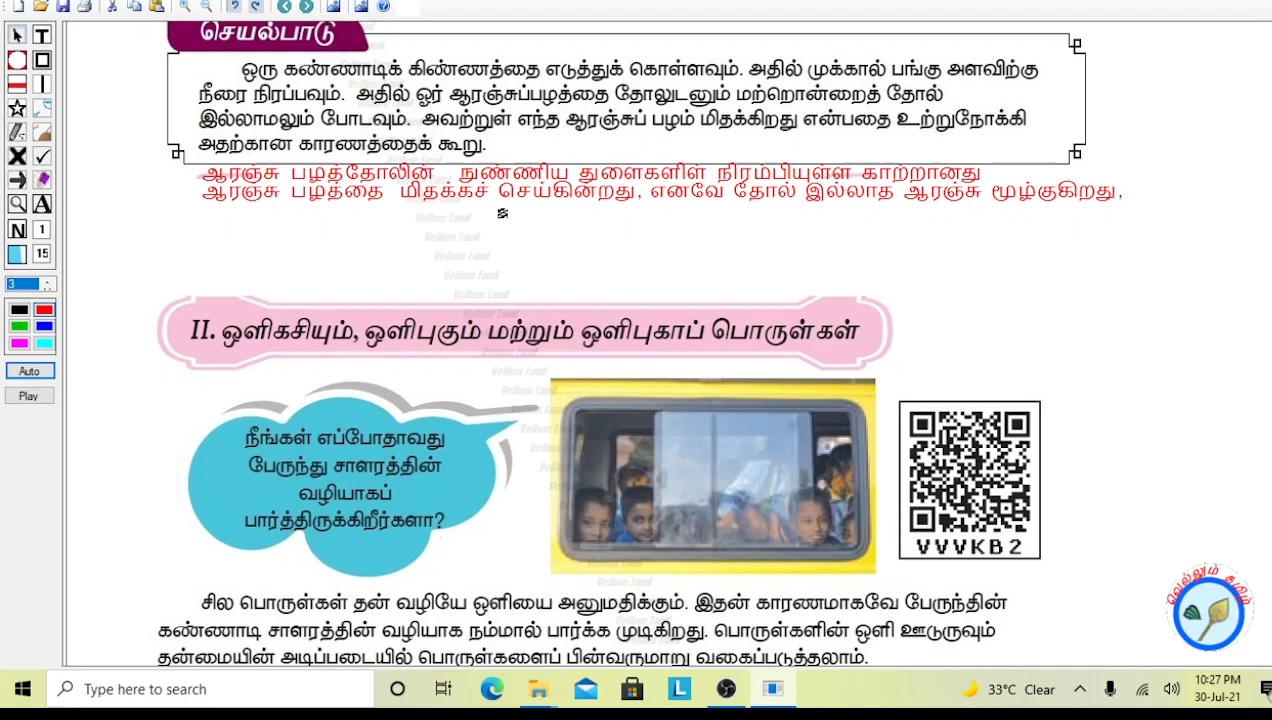 செயல்பாடு
ஒரு கண்ணாடிக் கிண்ணத்தை எடுத்துக் கொள்ளவும். அதில் முக்கால் பங்கு அளவிற்கு
நீரை நிரப்பவும். அதில் ஓர் ஆரஞ்சுப்பழத்தை தோலுடனும் மற்றொன்றைத் தோல்
இல்லாமலும் போடவும். அவற்றுள் எந்த ஆரஞ்சுப் பழம் மிதக்கிறது என்பதை உற்றுநோக்கி
அதற்கான காரணத்தைக் கூறு.
ஆரஞ்சு பழத்தோலின் நுண்ணிய துளைகளிள் நிரம்பியுள்ள காற்றானது
ஆரஞ்சு பழத்தை மிதக்கச் செய்கின்றது, எனவே தோல் இல்லாத ஆரஞ்சு மூழ்குகிறது,
II. ஒளிகசியும், ஒளிபுகும் மற்றும் ஒளிபுகாப் பொருள்கள்
நீங்கள் எப்போதாவது
பேருந்து சாளரத்தின்
வழியாகப்
பார்த்திருக்கிறீர்களா?
VVVKB2
சில பொருள்கள் தன் வழியே ஒளியை அனுமதிக்கும். இதன் காரணமாகவே பேருந்தின்
கண்ணாடி சாளரத்தின் வழியாக நம்மால் பார்க்க முடிகிறது. பொருள்களின் ஒளி ஊடுருவும்
தன்மையின் அடிப்படையில் பொருள்களைப் பின்வருமாறு வகைப்படுத்தலாம்.
வெல்லும் தமிழ்
T
A
N
1
15
3
Auto
Play
Type here to search
33°C Clear
10:27 PM
30-Jul-21